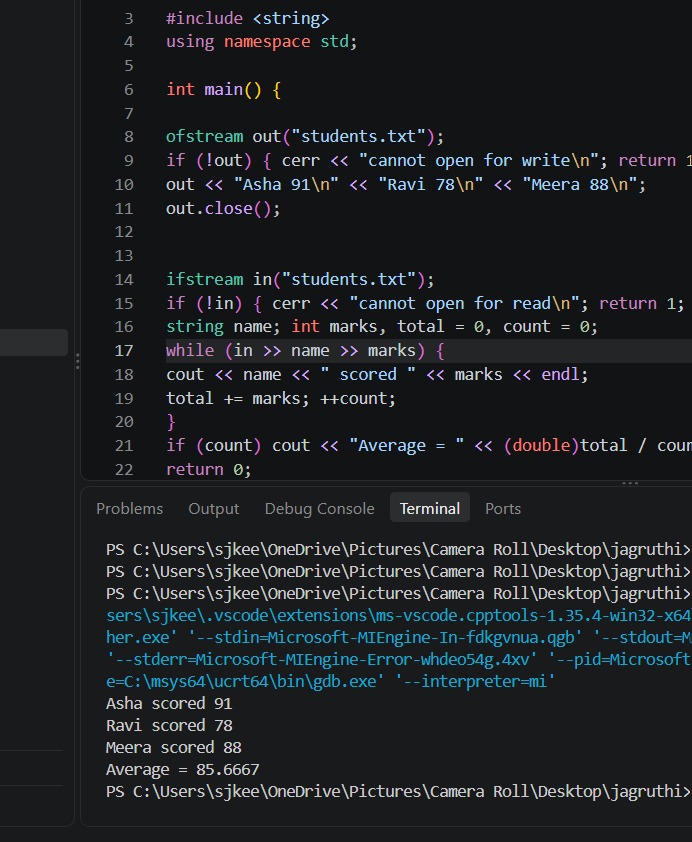 3 #include <string>
4 using namespace std;
5
6 int main() {
7
8 ofstream out("students.txt");
9 if (!out) { cerr << "cannot open for write\n"; return 1
10 out << "Asha 91\n" << "Ravi 78\n" << "Meera 88\n";
11 out.close();
12
13
14 ifstream in("students.txt");
15 if (!in) { cerr << "cannot open for read\n"; return 1;
16 string name; int marks, total = 0, count = 0;
17 while (in >> name >> marks) {
18 cout << name << " scored " << marks << endl;
19 total += marks; ++count;
20 }
21 if (count) cout << "Average = " << (double)total / coun
22 return 0;
Problems Output Debug Console Terminal Ports
PS C:\Users\sjkee\OneDrive\Pictures\Camera Roll\Desktop\jagruthi>
PS C:\Users\sjkee\OneDrive\Pictures\Camera Roll\Desktop\jagruthi>
PS C:\Users\sjkee\OneDrive\Pictures\Camera Roll\Desktop\jagruthi>
sers\sjkee\.vscode\extensions\ms-vscode.cpptools-1.35.4-win32-x64
her.exe' '--stdin=Microsoft-MIEngine-In-fdkgvnua.qgb' '--stdout=M
'--stderr=Microsoft-MIEngine-Error-whdeo54g.4xv' '--pid=Microsoft
e=C:\msys64\ucrt64\bin\gdb.exe' '--interpreter=mi'
Asha scored 91
Ravi scored 78
Meera scored 88
Average = 85.6667
PS C:\Users\sjkee\OneDrive\Pictures\Camera Roll\Desktop\jagruthi>